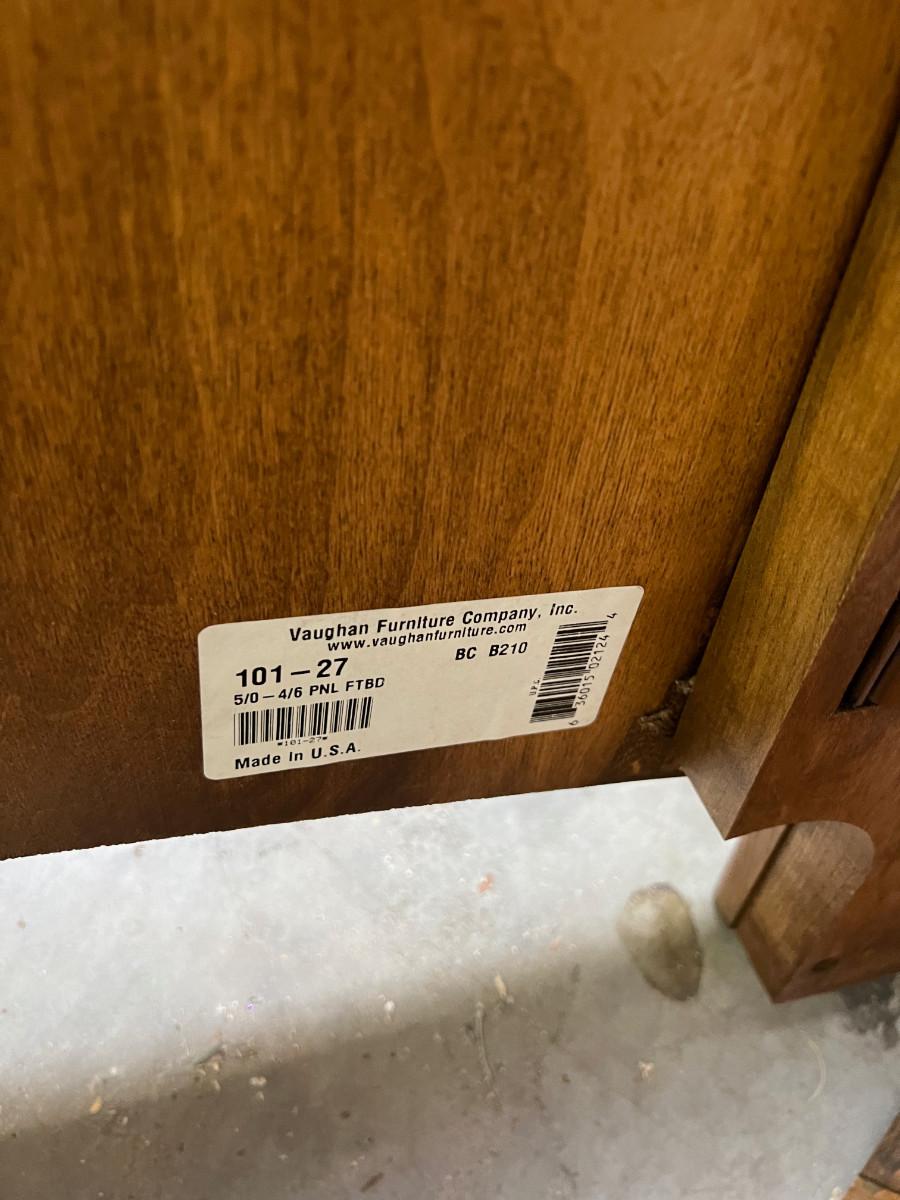 Vaughan Furniture Company, Inc.
www.vaughanfurniture.com
101-27
BC B210
5/0-4/6 PNL FTBD
*101-27*
Made in U.S.A.
U.P.C.
6 36015 02124 4